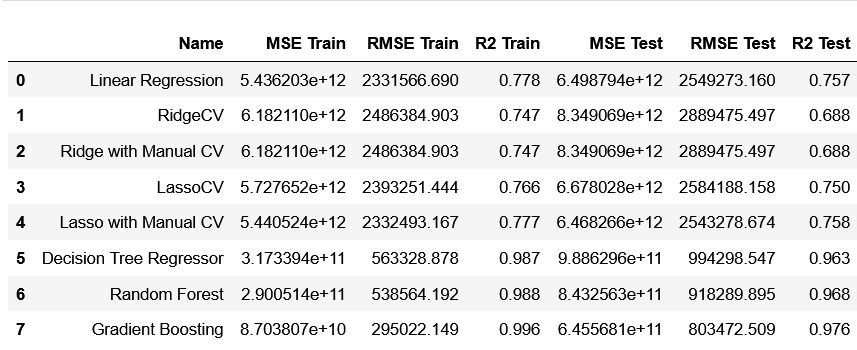 Name MSE Train RMSE Train R2 Train MSE Test RMSE Test R2 Test
0 Linear Regression 5.436203e+12 2331566.690 0.778 6.498794e+12 2549273.160 0.757
1 RidgeCV 6.182110e+12 2486384.903 0.747 8.349069e+12 2889475.497 0.688
2 Ridge with Manual CV 6.182110e+12 2486384.903 0.747 8.349069e+12 2889475.497 0.688
3 LassoCV 5.727652e+12 2393251.444 0.766 6.678028e+12 2584188.158 0.750
4 Lasso with Manual CV 5.440524e+12 2332493.167 0.777 6.468266e+12 2543278.674 0.758
5 Decision Tree Regressor 3.173394e+11 563328.878 0.987 9.886296e+11 994298.547 0.963
6 Random Forest 2.900514e+11 538564.192 0.988 8.432563e+11 918289.895 0.968
7 Gradient Boosting 8.703807e+10 295022.149 0.996 6.455681e+11 803472.509 0.976